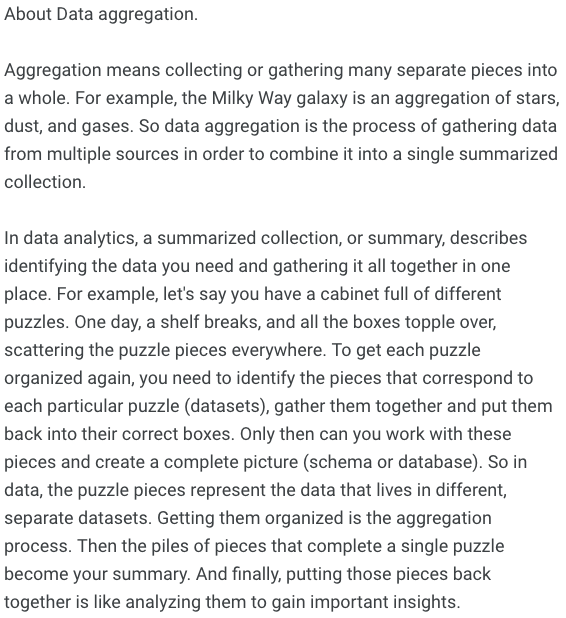 About Data aggregation.
Aggregation means collecting or gathering many separate pieces into
a whole. For example, the Milky Way galaxy is an aggregation of stars,
dust, and gases. So data aggregation is the process of gathering data
from multiple sources in order to combine it into a single summarized
collection.
In data analytics, a summarized collection, or summary, describes
identifying the data you need and gathering it all together in one
place. For example, let's say you have a cabinet full of different
puzzles. One day, a shelf breaks, and all the boxes topple over,
scattering the puzzle pieces everywhere. To get each puzzle
organized again, you need to identify the pieces that correspond to
each particular puzzle (datasets), gather them together and put them
back into their correct boxes. Only then can you work with these
pieces and create a complete picture (schema or database). So in
data, the puzzle pieces represent the data that lives in different,
separate datasets. Getting them organized is the aggregation
process. Then the piles of pieces that complete a single puzzle
become your summary. And finally, putting those pieces back
together is like analyzing them to gain important insights.